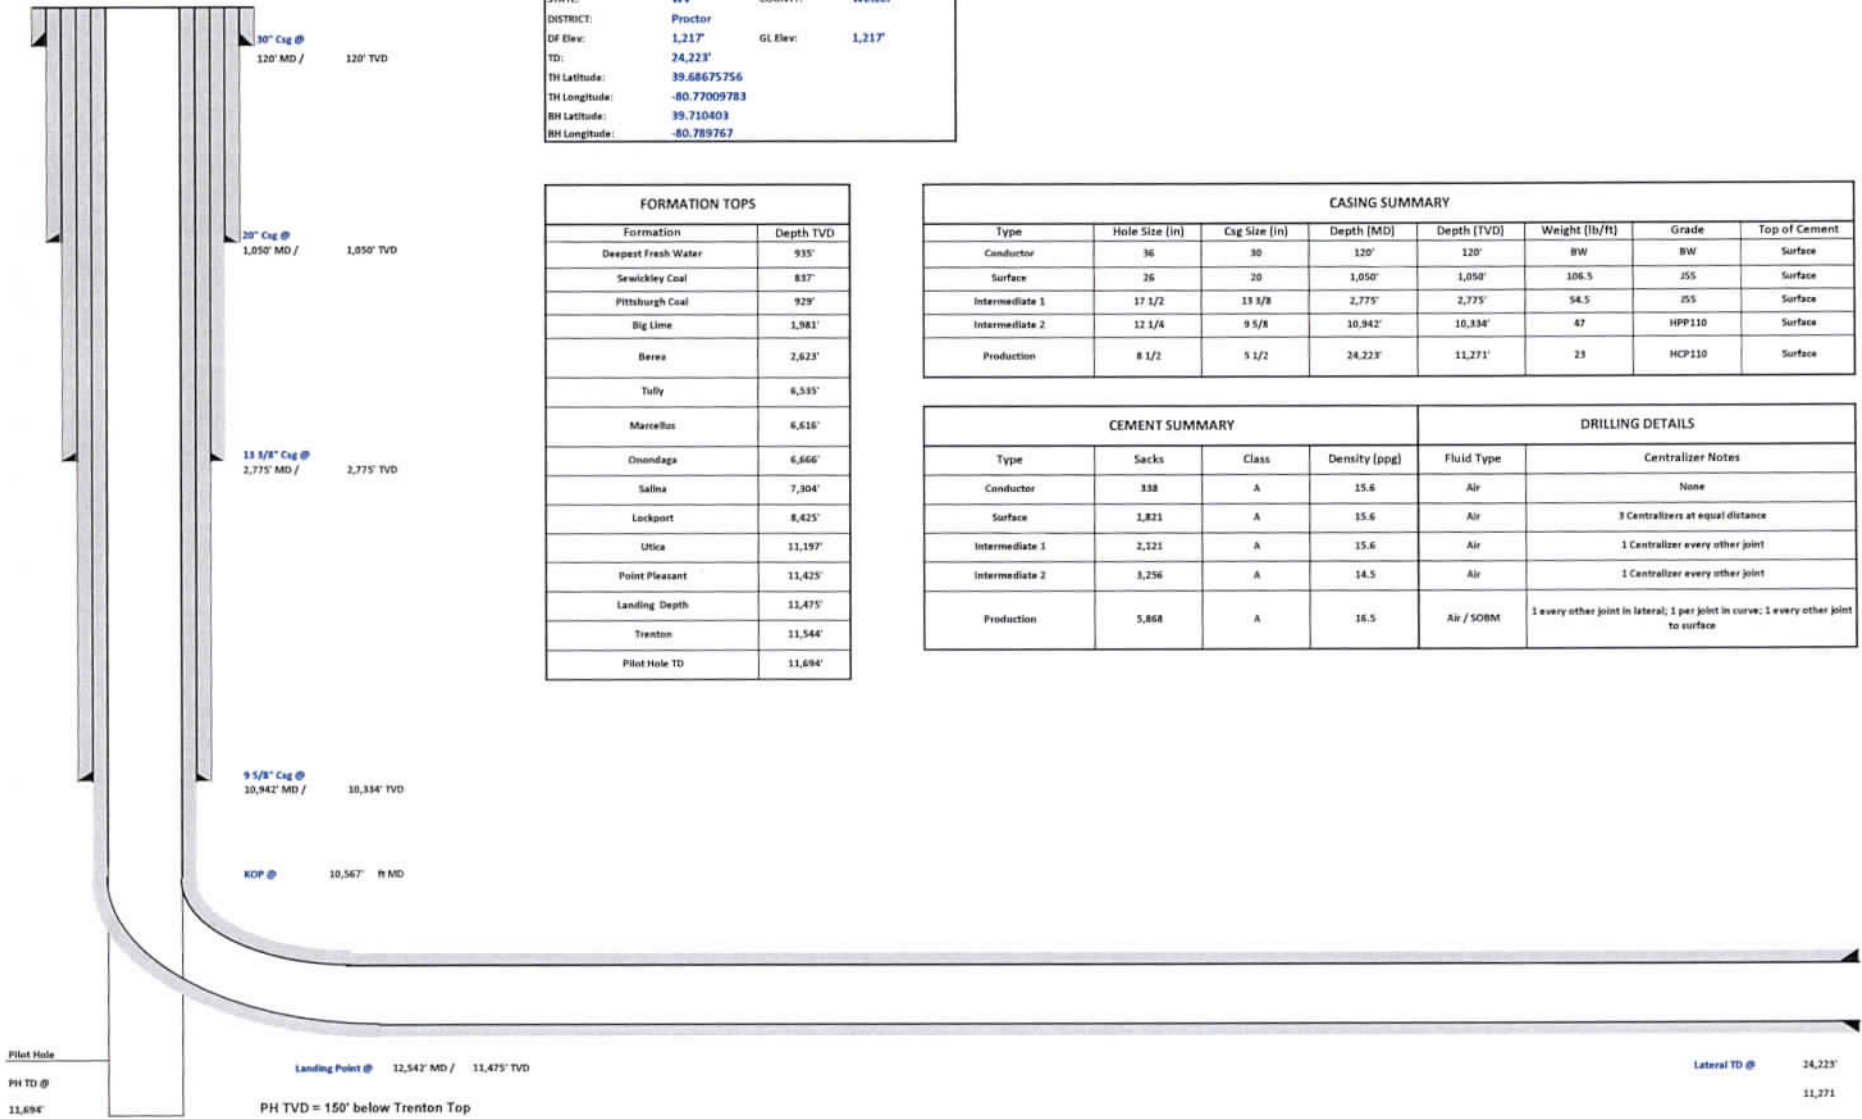 DISTRICT: Proctor
DF Elev: 1,217' GL Elev: 1,217'
TD: 24,223'
TH Latitude: 39.68675756
TH Longitude: -80.77009783
BH Latitude: 39.710403
BH Longitude: -80.789767
30" Csg @
120' MD / 120' TVD
20" Csg @
1,050' MD / 1,050' TVD
13 3/8" Csg @
2,775' MD / 2,775' TVD
9 5/8" Csg @
10,942' MD / 10,334' TVD
KOP @ 10,567' ft MD
FORMATION TOPS
Formation Depth TVD
Deepest Fresh Water 935'
Sewickley Coal 837'
Pittsburgh Coal 929'
Big Lime 1,981'
Berea 2,623'
Tully 6,535'
Marcellus 6,616'
Onondaga 6,666'
Salina 7,304'
Lockport 8,425'
Utica 11,197'
Point Pleasant 11,425'
Landing Depth 11,475'
Trenton 11,544'
Pilot Hole TD 11,694'
CASING SUMMARY
Type Hole Size (in) Csg Size (in) Depth (MD) Depth (TVD) Weight (lb/ft) Grade Top of Cement
Conductor 36 30 120' 120' BW BW Surface
Surface 26 20 1,050' 1,050' 106.5 J55 Surface
Intermediate 1 17 1/2 13 3/8 2,775' 2,775' 54.5 J55 Surface
Intermediate 2 12 1/4 9 5/8 10,942' 10,334' 47 HPP110 Surface
Production 8 1/2 5 1/2 24,223' 11,271' 23 HCP110 Surface
CEMENT SUMMARY DRILLING DETAILS
Type Sacks Class Density (ppg) Fluid Type Centralizer Notes
Conductor 338 A 15.6 Air None
Surface 1,821 A 15.6 Air 3 Centralizers at equal distance
Intermediate 1 2,121 A 15.6 Air 1 Centralizer every other joint
Intermediate 2 3,256 A 14.5 Air 1 Centralizer every other joint
Production 5,868 A 16.5 Air / SOBM 1 every other joint in lateral; 1 per joint in curve; 1 every other joint
to surface
Pilot Hole
PH TD @
11,694'
Landing Point @ 12,542' MD / 11,475' TVD
PH TVD = 150' below Trenton Top
Lateral TD @ 24,223'
11,271